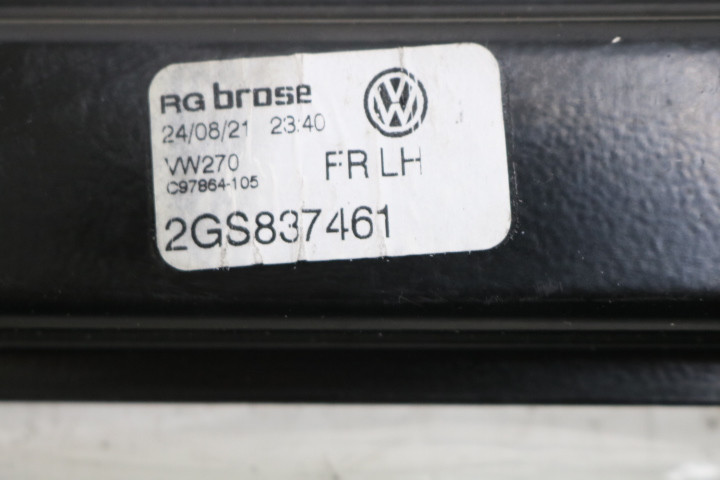 RG brose
24/08/21 23:40
VW270 FR LH
C97864-105
2GS837461